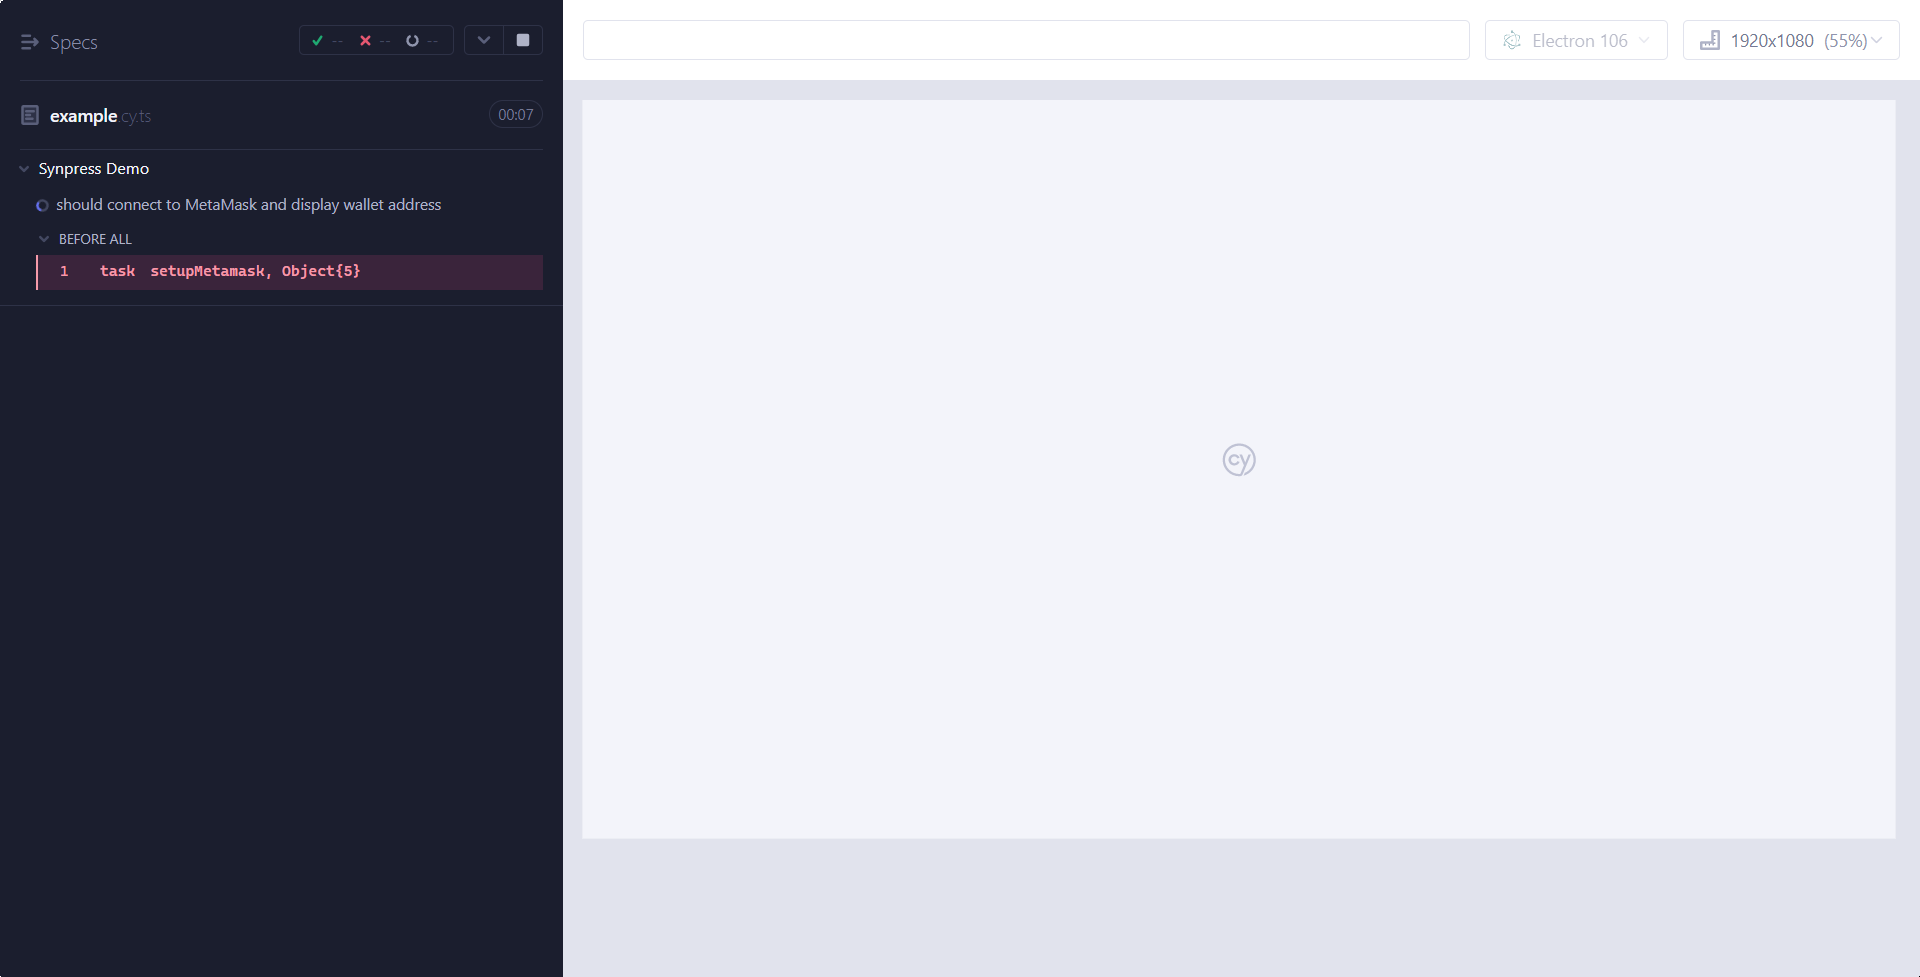 Specs
-- -- --
example.cy.ts
00:07
Synpress Demo
should connect to MetaMask and display wallet address
BEFORE ALL
1 task setupMetamask, Object{5}
Electron 106
1920x1080 (55%)
cy